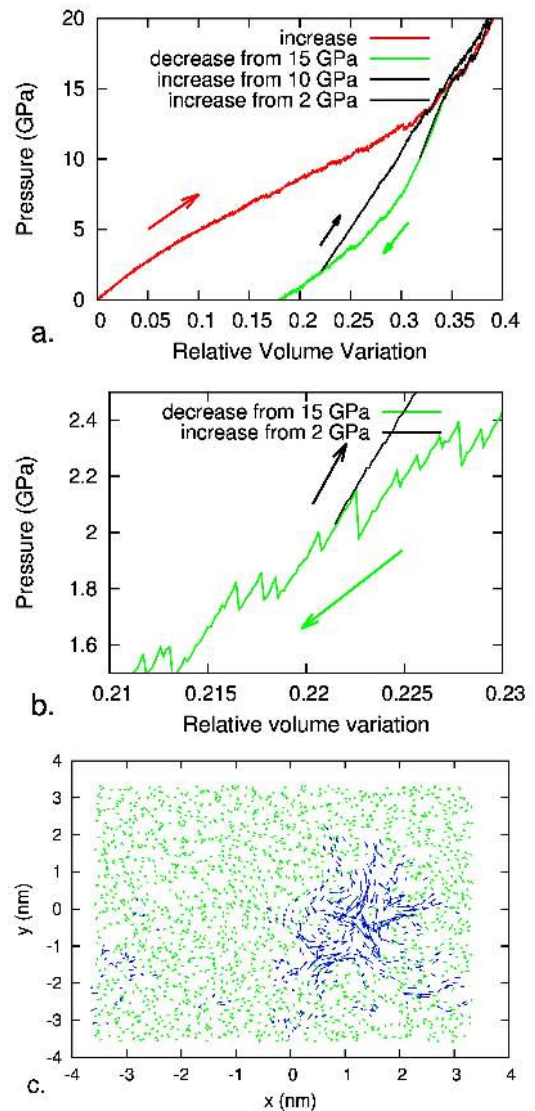 20
15
10
5
0
Pressure (GPa)
increase
decrease from 15 GPa
increase from 10 GPa
increase from 2 GPa
0 0.05 0.1 0.15 0.20 0.25 0.3 0.35 0.4
a.
Relative Volume Variation
2.4
2.2
2
1.8
1.6
Pressure (GPa)
decrease from 15 GPa
increase from 2 GPa
0.21 0.215 0.22 0.225 0.23
b.
Relative volume variation
4
3
2
1
0
-1
-2
-3
-4
y (nm)
-4 -3 -2 -1 0 1 2 3 4
c.
x (nm)